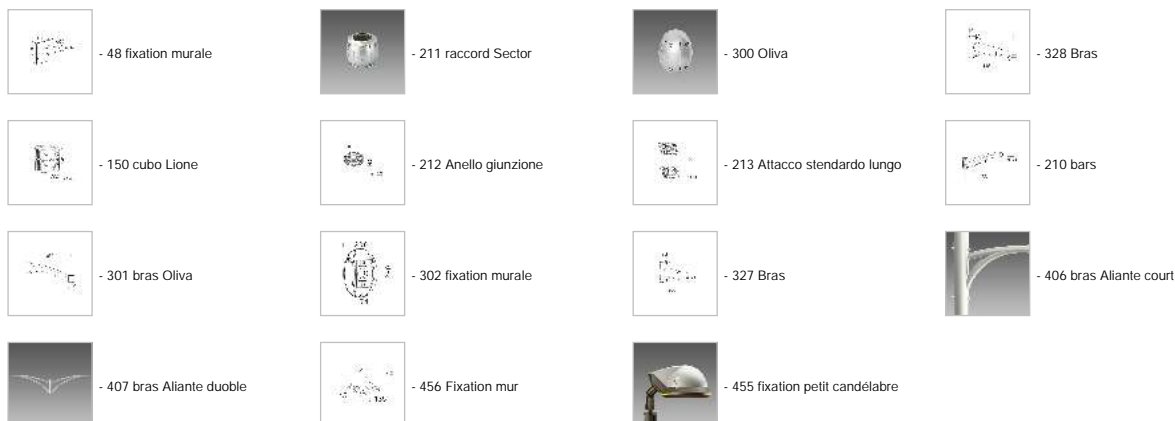 - 48 fixation murale
- 211 raccord Sector
- 300 Oliva
- 328 Bras
- 150 cubo Lione
- 212 Anello giunzione
- 213 Attacco stendardo lungo
- 210 bars
- 301 bras Oliva
- 302 fixation murale
- 327 Bras
- 406 bras Aliante court
- 407 bras Aliante duoble
- 456 Fixation mur
- 455 fixation petit candélabre